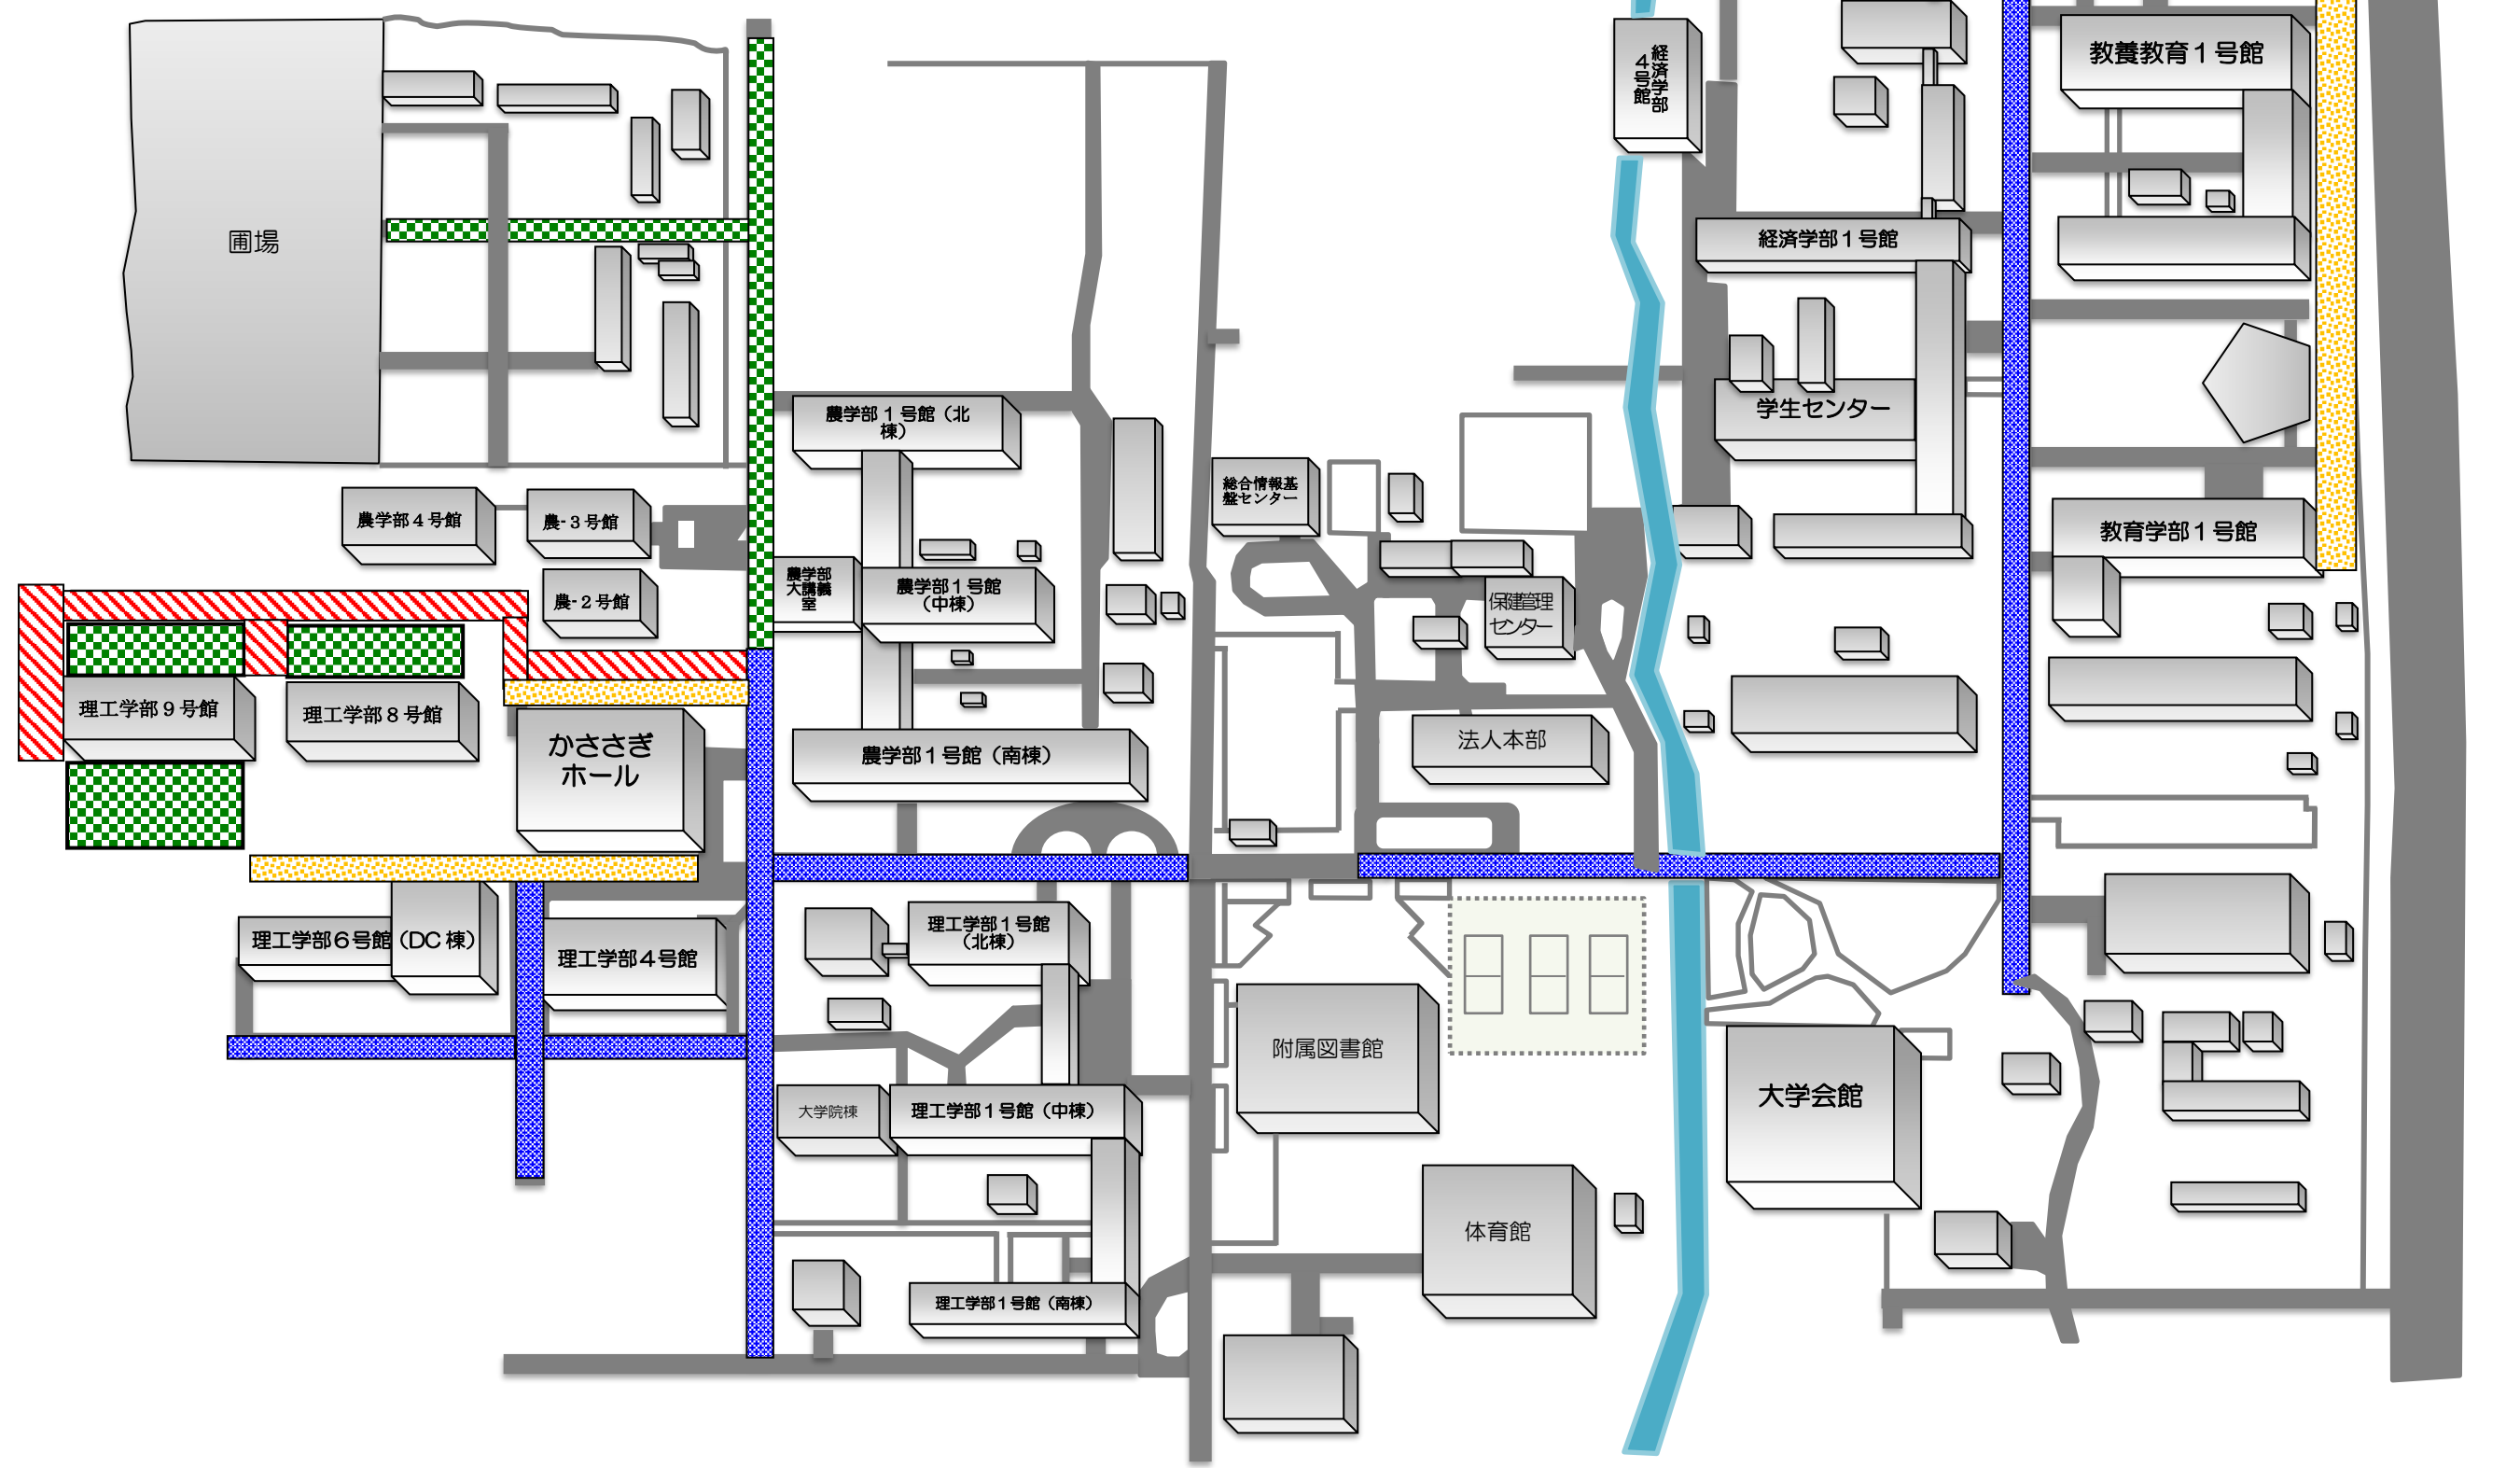 経済学部
４号館
教養教育１号館
圃場
経済学部１号館
学生センター
農学部１号館（北
棟）
総合情報基
盤センター
農学部４号館
農-３号館
教育学部１号館
農学部
大講義
室
農学部１号館
（中棟）
農-２号館
保健管理
センター
理工学部９号館
理工学部８号館
かささぎ
ホール
農学部１号館（南棟）
法人本部
理工学部６号館（DC 棟）
理工学部４号館
理工学部１号館
（北棟）
附属図書館
大学会館
大学院棟
理工学部１号館（中棟）
体育館
理工学部１号館（南棟）